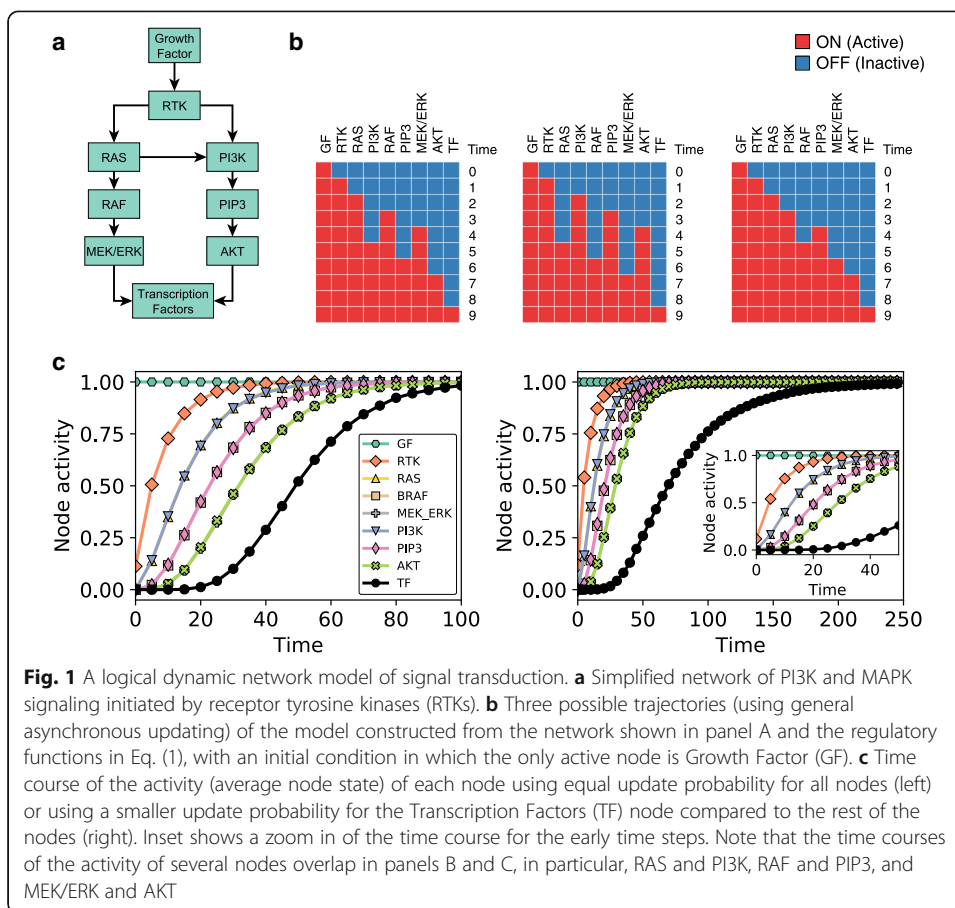 a
Growth
Factor
RTK
RAS
PI3K
RAF
PIP3
MEK/ERK
AKT
Transcription
Factors
b
ON (Active)
OFF (Inactive)
GF RTK RAS PI3K RAF PIP3 MEK/ERK AKT TF Time
0
1
2
3
4
5
6
7
8
9
GF RTK RAS PI3K RAF PIP3 MEK/ERK AKT TF Time
0
1
2
3
4
5
6
7
8
9
GF RTK RAS PI3K RAF PIP3 MEK/ERK AKT TF Time
0
1
2
3
4
5
6
7
8
9
c
Node activity
1.00
0.75
0.50
0.25
0.00
0 20 40 60 80 100
Time
GF
RTK
RAS
BRAF
MEK_ERK
PI3K
PIP3
AKT
TF
Node activity
1.00
0.75
0.50
0.25
0.00
0 50 100 150 200 250
Time
Node activity
1.0
0.5
0.0
0 20 40
Time
Fig. 1 A logical dynamic network model of signal transduction. a Simplified network of PI3K and MAPK
signaling initiated by receptor tyrosine kinases (RTKs). b Three possible trajectories (using general
asynchronous updating) of the model constructed from the network shown in panel A and the regulatory
functions in Eq. (1), with an initial condition in which the only active node is Growth Factor (GF). c Time
course of the activity (average node state) of each node using equal update probability for all nodes (left)
or using a smaller update probability for the Transcription Factors (TF) node compared to the rest of the
nodes (right). Inset shows a zoom in of the time course for the early time steps. Note that the time courses
of the activity of several nodes overlap in panels B and C, in particular, RAS and PI3K, RAF and PIP3, and
MEK/ERK and AKT